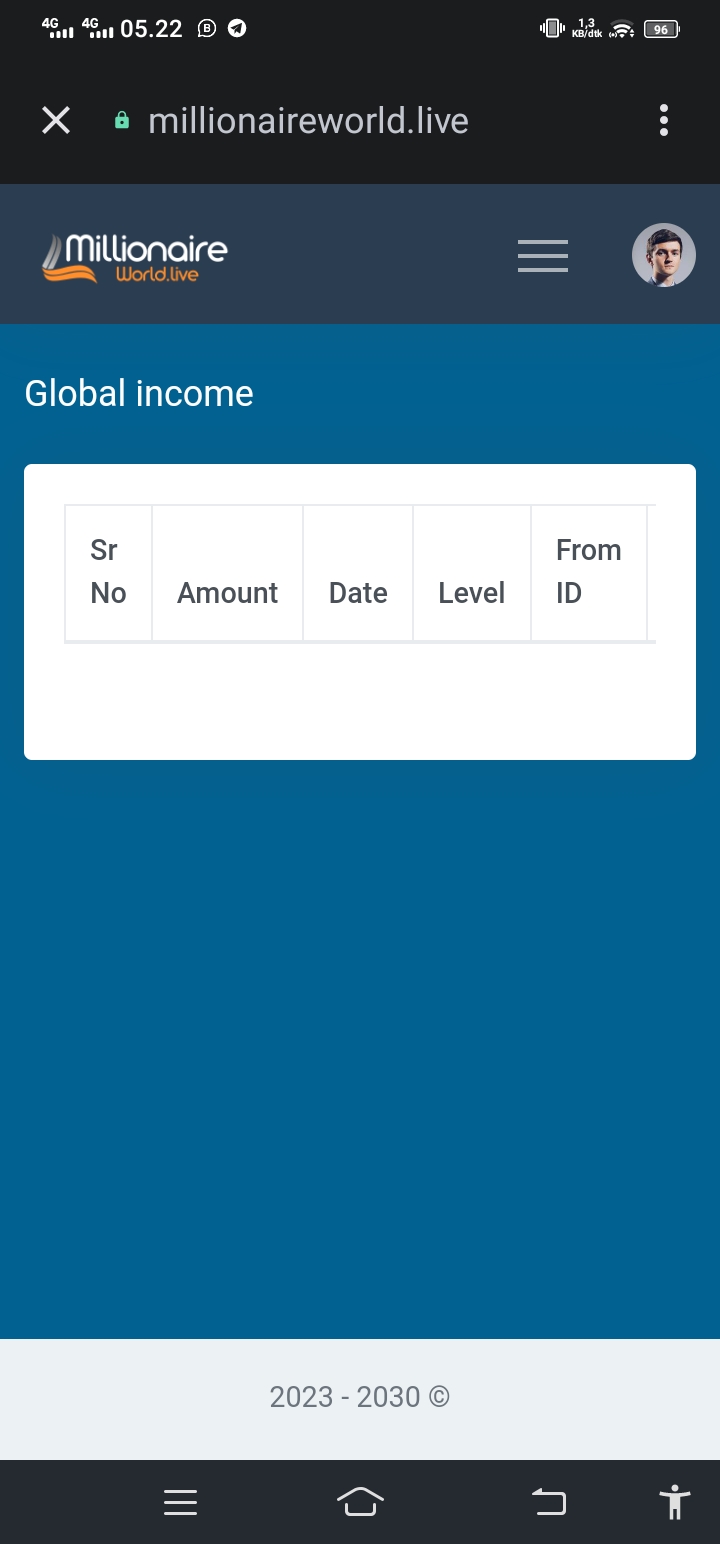 4G 4G 05.22 1,3 KB/dtk 96
millionaireworld.live
Millionaire
World.live
Global income
Sr No Amount Date Level From ID
2023 - 2030 ©